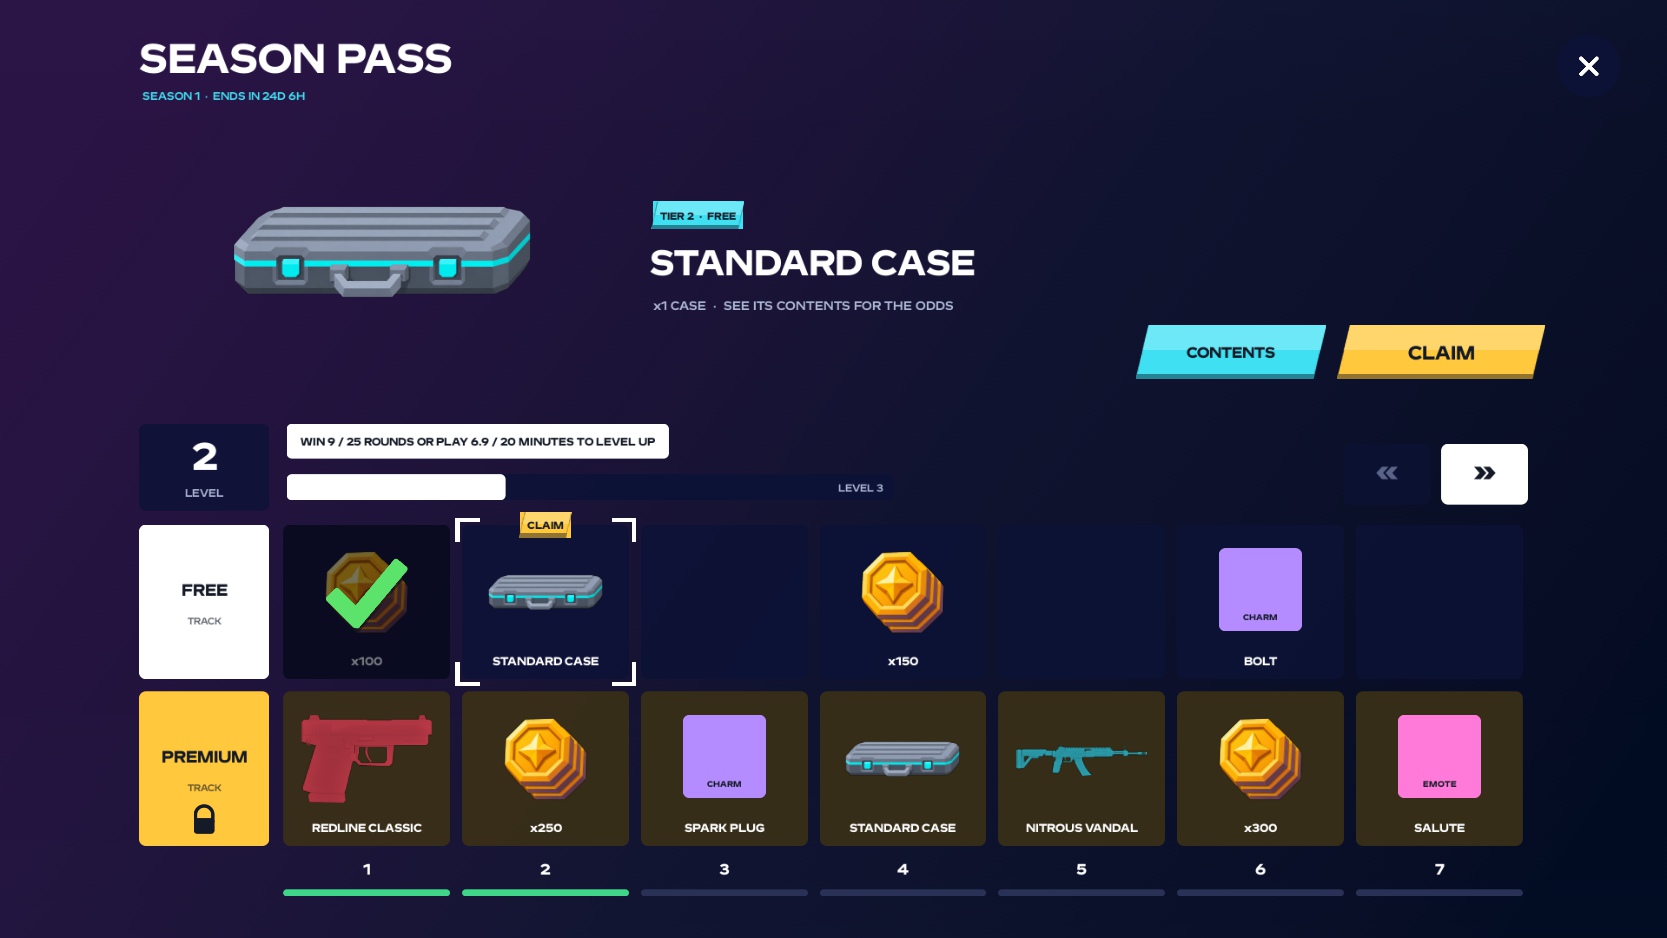 SEASON PASS
SEASON 1 · ENDS IN 24D 6H
TIER 2 · FREE
STANDARD CASE
x1 CASE · SEE ITS CONTENTS FOR THE ODDS
CONTENTS
CLAIM
2
LEVEL
WIN 9 / 25 ROUNDS OR PLAY 6.9 / 20 MINUTES TO LEVEL UP
LEVEL 3
FREE
TRACK
x100
CLAIM
STANDARD CASE
x150
CHARM
BOLT
PREMIUM
TRACK
REDLINE CLASSIC
x250
CHARM
SPARK PLUG
STANDARD CASE
NITROUS VANDAL
x300
EMOTE
SALUTE
1
2
3
4
5
6
7